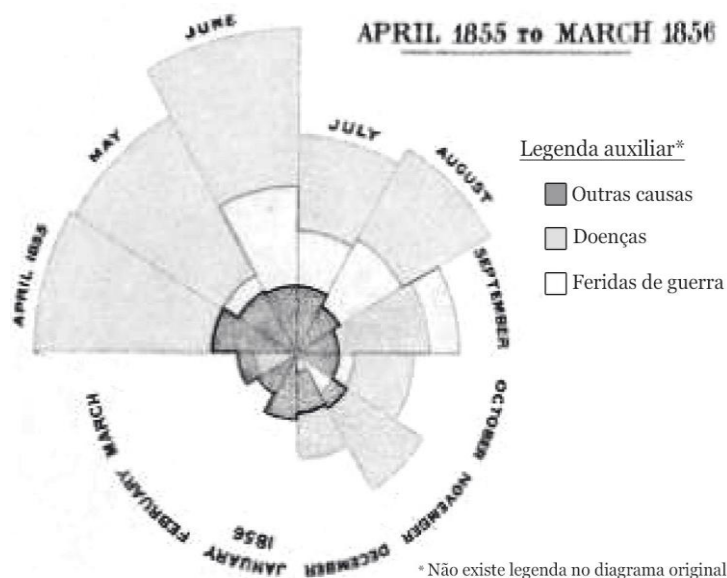 APRIL 1855 TO MARCH 1856
JUNE
MAY
JULY
AUGUST
APRIL 1855
SEPTEMBER
OCTOBER
NOVEMBER
DECEMBER
JANUARY
1856
FEBRUARY
MARCH
Legenda auxiliar*
Outras causas
Doenças
Feridas de guerra
* Não existe legenda no diagrama original